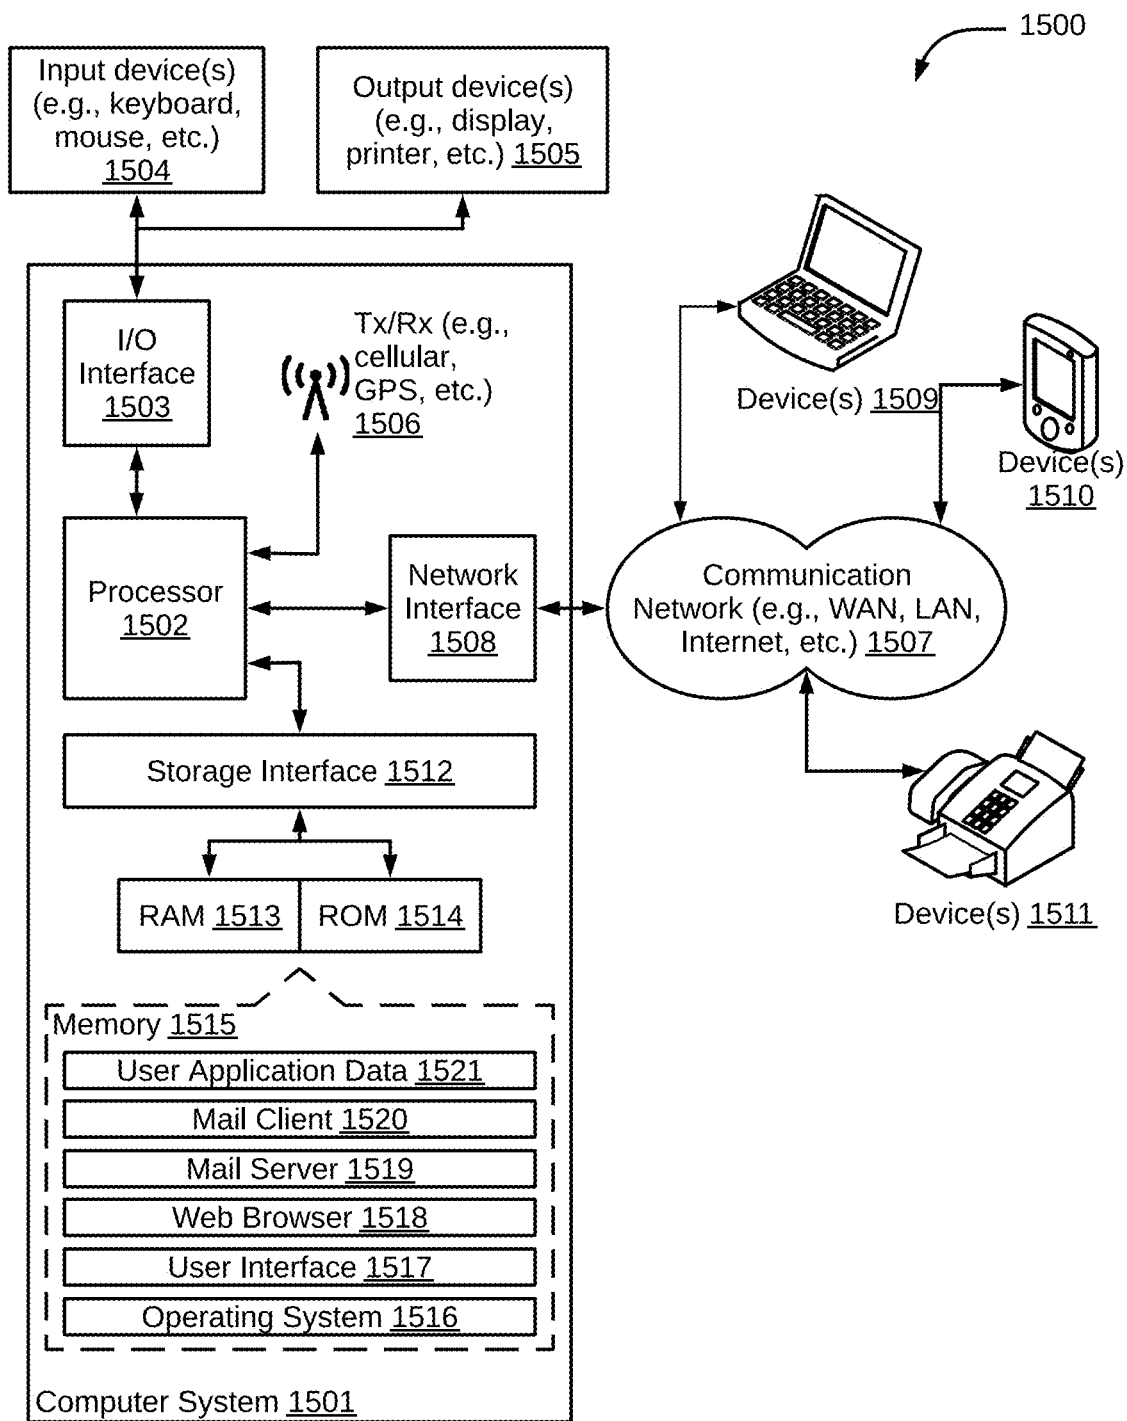 1500
Input device(s)
(e.g., keyboard,
mouse, etc.)
1504
Output device(s)
(e.g., display,
printer, etc.) 1505
I/O
Interface
1503
Tx/Rx (e.g.,
cellular,
GPS, etc.)
1506
Device(s) 1509
Device(s)
1510
Processor
1502
Network
Interface
1508
Communication
Network (e.g., WAN, LAN,
Internet, etc.) 1507
Storage Interface 1512
RAM 1513
ROM 1514
Device(s) 1511
Memory 1515
User Application Data 1521
Mail Client 1520
Mail Server 1519
Web Browser 1518
User Interface 1517
Operating System 1516
Computer System 1501